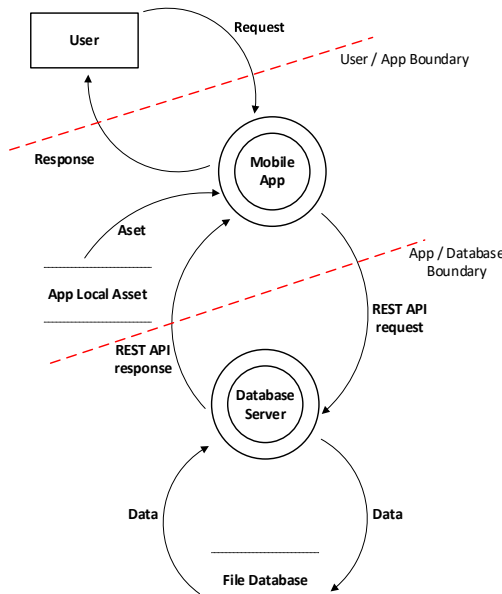 User
Request
User / App Boundary
Response
Mobile
App
Aset
App / Database
Boundary
App Local Asset
REST API
request
REST API
response
Database
Server
Data
Data
File Database